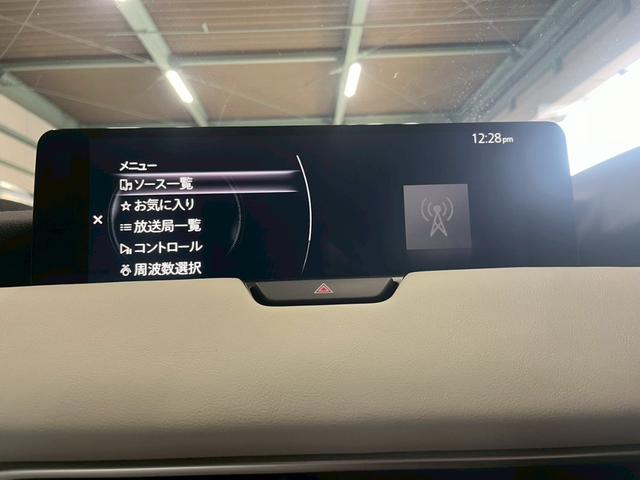 12:28pm
メニュー
ソース一覧
お気に入り
放送局一覧
コントロール
周波数選択